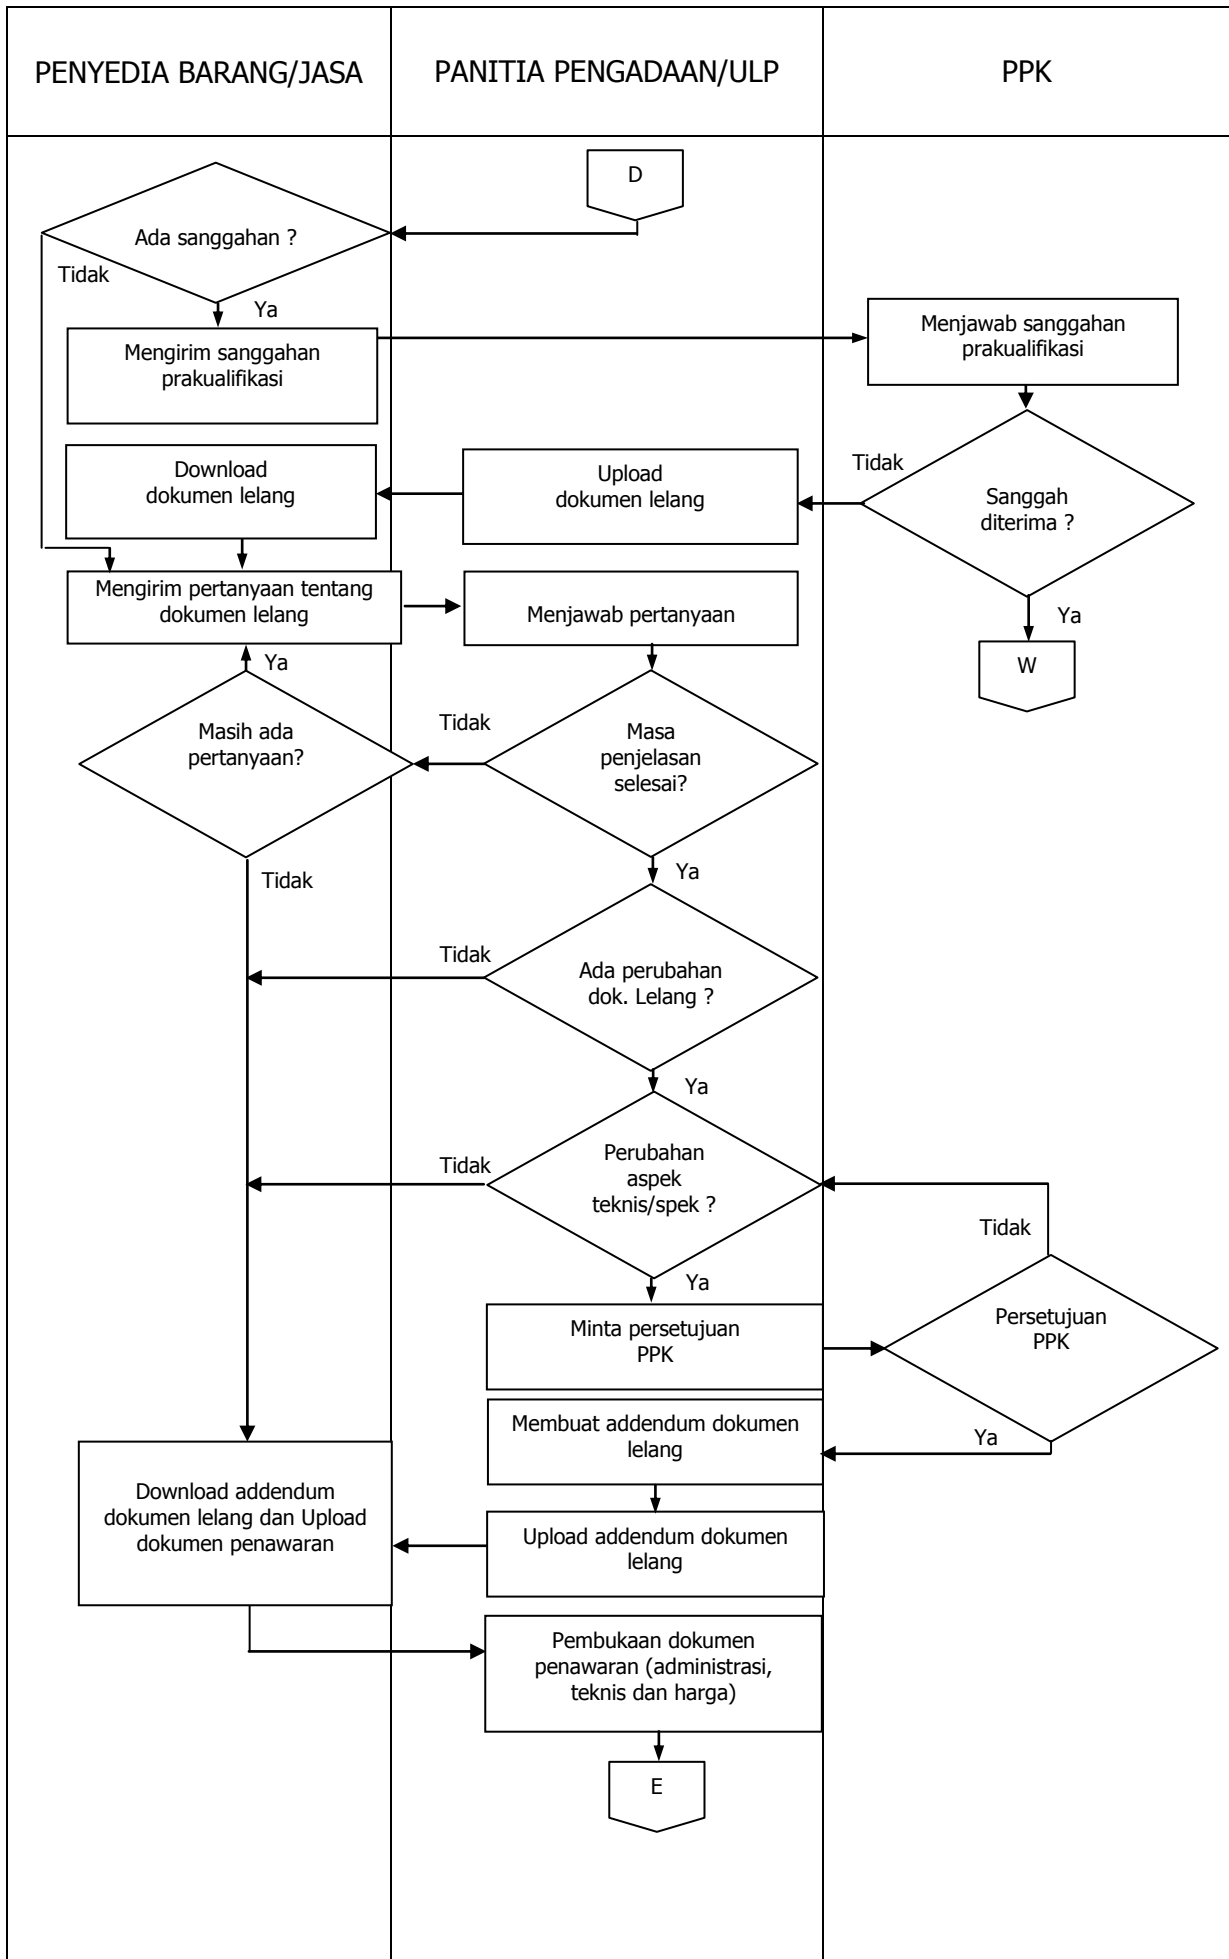 PENYEDIA BARANG/JASA
PANITIA PENGADAAN/ULP
PPK
D
Ada sanggahan ?
Tidak
Ya
Mengirim sanggahan
prakualifikasi
Menjawab sanggahan
prakualifikasi
Download
dokumen lelang
Upload
dokumen lelang
Tidak
Sanggah
diterima ?
Mengirim pertanyaan tentang
dokumen lelang
Menjawab pertanyaan
Ya
W
Ya
Masih ada
pertanyaan?
Tidak
Masa
penjelasan
selesai?
Tidak
Ya
Tidak
Ada perubahan
dok. Lelang ?
Ya
Tidak
Perubahan
aspek
teknis/spek ?
Tidak
Ya
Minta persetujuan
PPK
Persetujuan
PPK
Membuat addendum dokumen
lelang
Ya
Download addendum
dokumen lelang dan Upload
dokumen penawaran
Upload addendum dokumen
lelang
Pembukaan dokumen
penawaran (administrasi,
teknis dan harga)
E